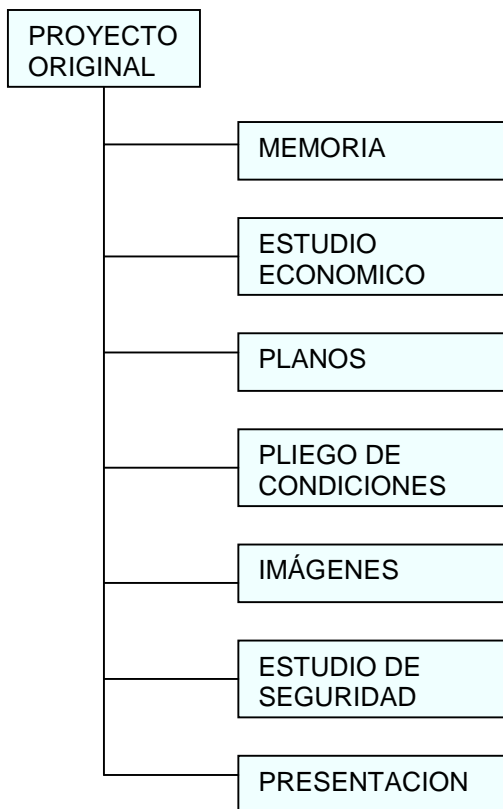 PROYECTO
ORIGINAL
MEMORIA
ESTUDIO
ECONOMICO
PLANOS
PLIEGO DE
CONDICIONES
IMÁGENES
ESTUDIO DE
SEGURIDAD
PRESENTACION